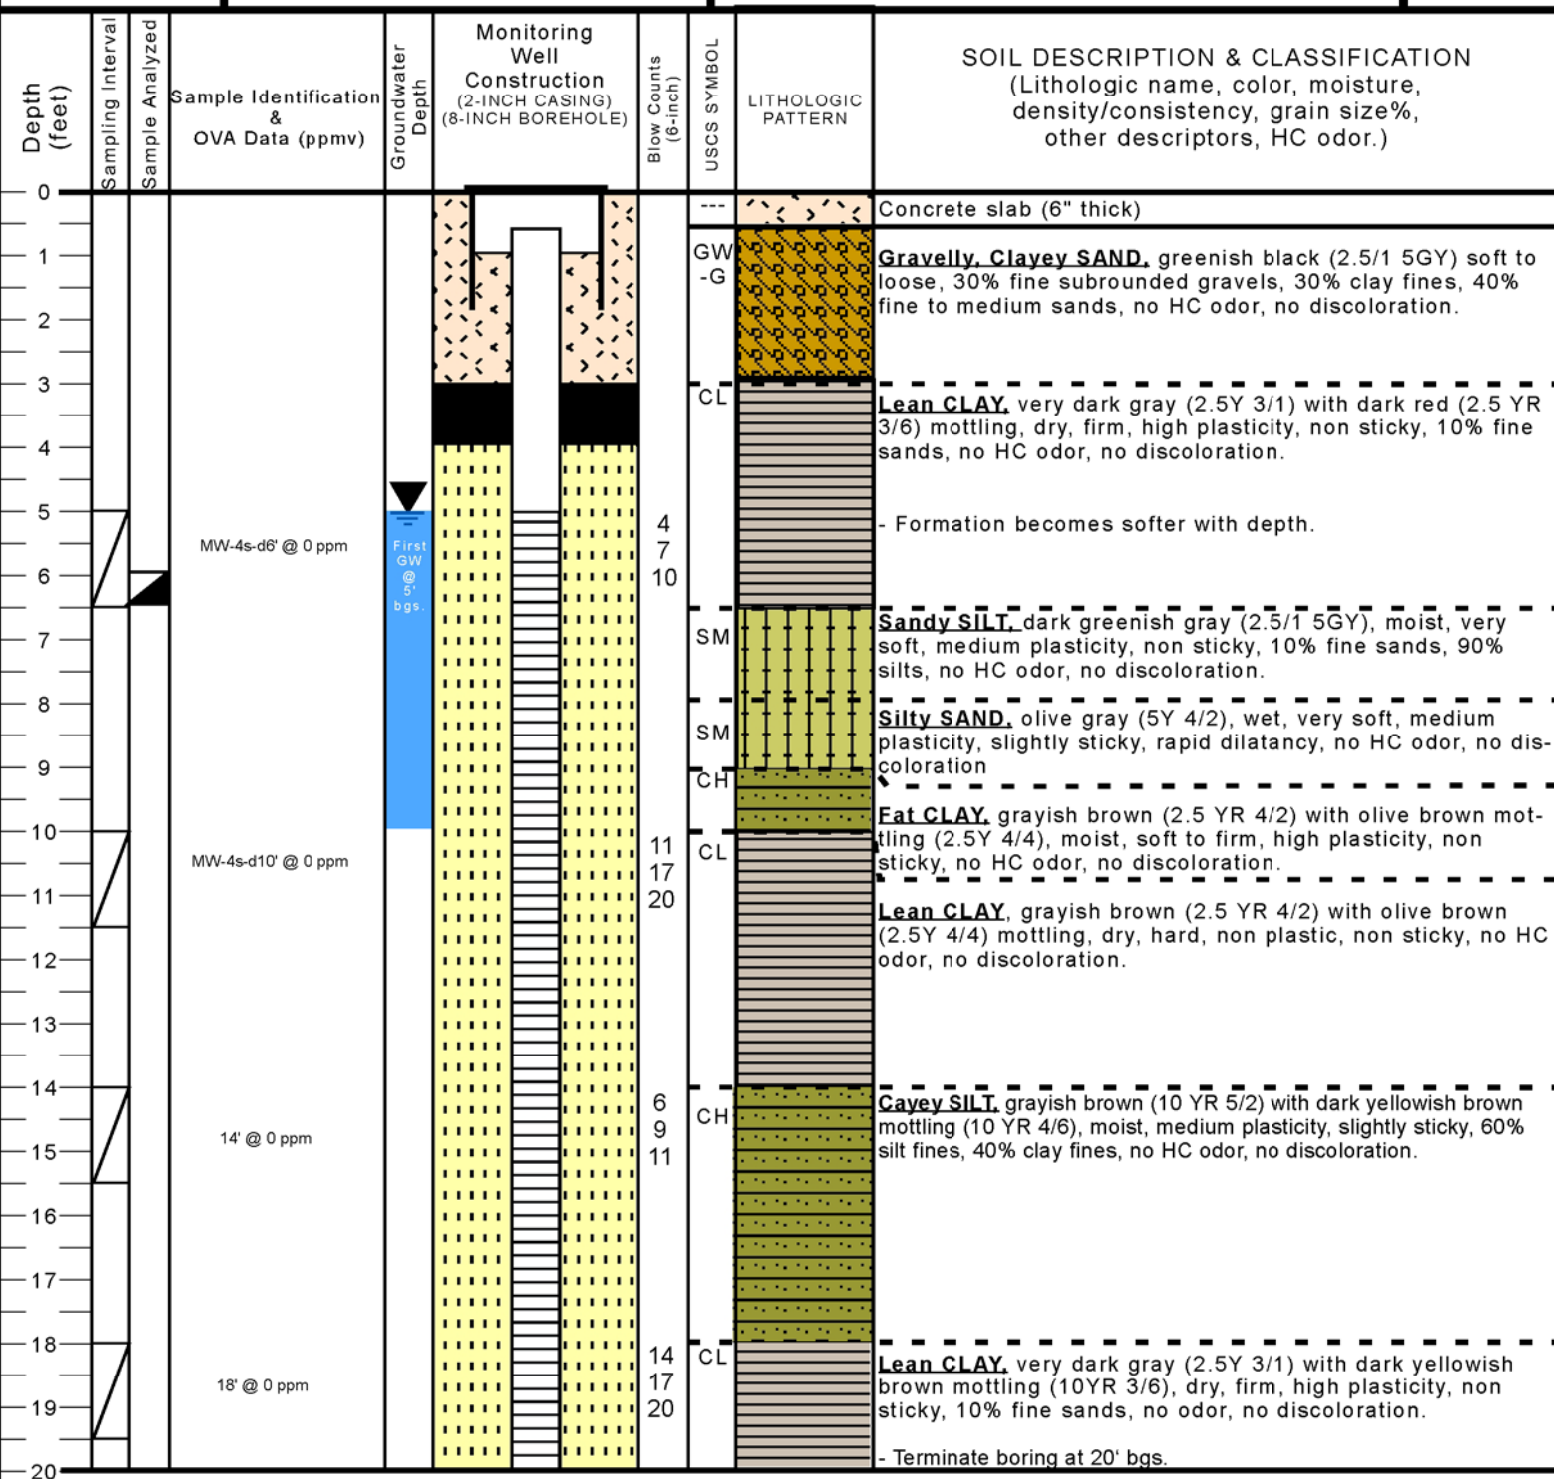 Depth
(feet)
Sampling Interval
Sample Analyzed
Sample Identification
&
OVA Data (ppmv)
Groundwater
Depth
Monitoring
Well
Construction
(2-INCH CASING)
(8-INCH BOREHOLE)
Blow Counts
(6-inch)
USCS SYMBOL
LITHOLOGIC
PATTERN
SOIL DESCRIPTION & CLASSIFICATION
(Lithologic name, color, moisture,
density/consistency, grain size%,
other descriptors, HC odor.)
0
---
Concrete slab (6" thick)
1
GW
-G
Gravelly, Clayey SAND, greenish black (2.5/1 5GY) soft to
loose, 30% fine subrounded gravels, 30% clay fines, 40%
fine to medium sands, no HC odor, no discoloration.
2
3
CL
Lean CLAY, very dark gray (2.5Y 3/1) with dark red (2.5 YR
3/6) mottling, dry, firm, high plasticity, non sticky, 10% fine
sands, no HC odor, no discoloration.
4
5
MW-4s-d6' @ 0 ppm
First
GW
@
5'
bgs.
4
7
10
- Formation becomes softer with depth.
6
7
SM
Sandy SILT, dark greenish gray (2.5/1 5GY), moist, very
soft, medium plasticity, non sticky, 10% fine sands, 90%
silts, no HC odor, no discoloration.
8
SM
Silty SAND, olive gray (5Y 4/2), wet, very soft, medium
plasticity, slightly sticky, rapid dilatancy, no HC odor, no dis-
coloration
9
CH
Fat CLAY, grayish brown (2.5 YR 4/2) with olive brown mot-
tling (2.5Y 4/4), moist, soft to firm, high plasticity, non
sticky, no HC odor, no discoloration.
10
MW-4s-d10' @ 0 ppm
11
17
20
CL
11
Lean CLAY, grayish brown (2.5 YR 4/2) with olive brown
(2.5Y 4/4) mottling, dry, hard, non plastic, non sticky, no HC
odor, no discoloration.
12
13
14
14' @ 0 ppm
6
9
11
CH
Cayey SILT, grayish brown (10 YR 5/2) with dark yellowish brown
mottling (10 YR 4/6), moist, medium plasticity, slightly sticky, 60%
silt fines, 40% clay fines, no HC odor, no discoloration.
15
16
17
18
18' @ 0 ppm
14
17
20
CL
Lean CLAY, very dark gray (2.5Y 3/1) with dark yellowish
brown mottling (10YR 3/6), dry, firm, high plasticity, non
sticky, 10% fine sands, no odor, no discoloration.
19
- Terminate boring at 20' bgs.
20